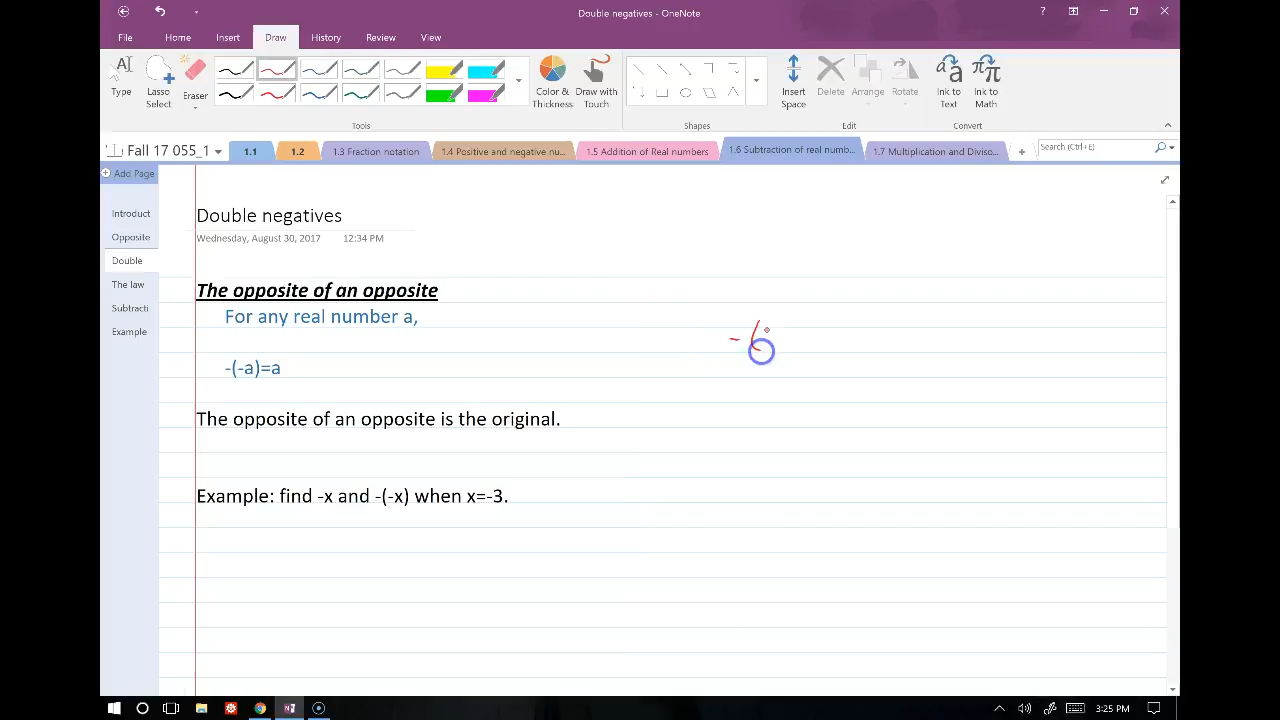 Double negatives - OneNote
?
File Home Insert Draw History Review View
Type
Lasso Select
Eraser
Color & Thickness
Draw with Touch
Insert Space
Delete
Arrange
Rotate
Ink to Text
Ink to Math
Tools Shapes Edit Convert
Fall 17 055_1 1.1 1.2 1.3 Fraction notation 1.4 Positive and negative nu... 1.5 Addition of Real numbers 1.6 Subtraction of real numb... 1.7 Multiplication and Diviso... + Search (Ctrl+E)
Add Page
Introduct
Opposite
Double
The law
Subtracti
Example
Double negatives
Wednesday, August 30, 2017 12:34 PM
The opposite of an opposite
For any real number a,
-(-a)=a
-(
The opposite of an opposite is the original.
Example: find -x and -(-x) when x=-3.
3:25 PM